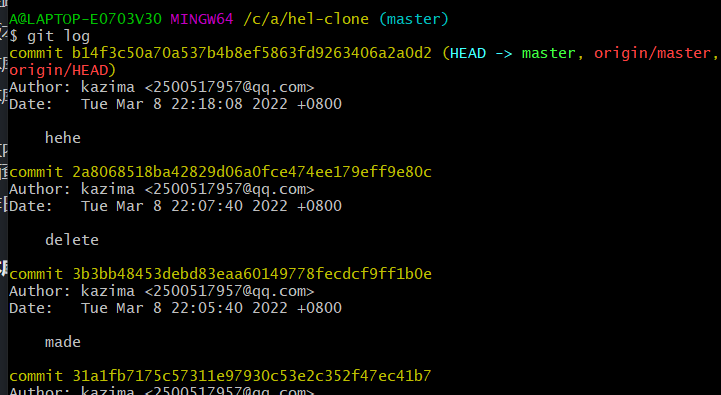 A@LAPTOP-E0703V30 MINGW64 /c/a/hel-clone (master)
$ git log
commit b14f3c50a70a537b4b8ef5863fd9263406a2a0d2 (HEAD -> master, origin/master,
origin/HEAD)
Author: kazima <2500517957@qq.com>
Date:   Tue Mar 8 22:18:08 2022 +0800
    hehe
commit 2a8068518ba42829d06a0fce474ee179eff9e80c
Author: kazima <2500517957@qq.com>
Date:   Tue Mar 8 22:07:40 2022 +0800
    delete
commit 3b3bb48453debd83eaa60149778fecdcf9ff1b0e
Author: kazima <2500517957@qq.com>
Date:   Tue Mar 8 22:05:40 2022 +0800
    made
commit 31a1fb7175c57311e97930c53e2c352f47ec41b7
Author: kazima <2500517957@qq.com>